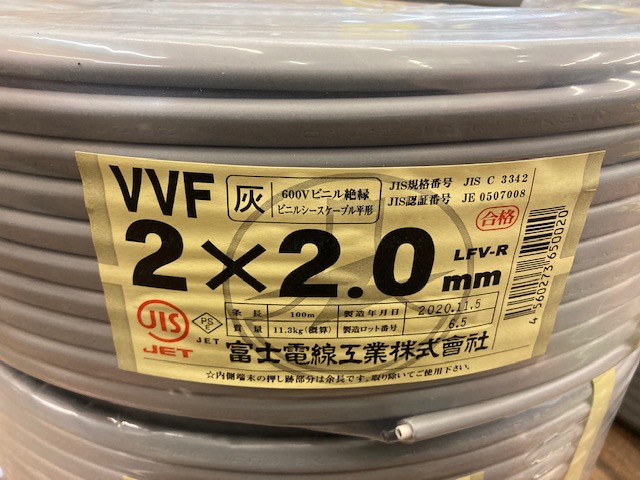 VVF 灰 600Vビニル絶縁 JIS規格番号 JIS C 3342
ビニルシースケーブル平形 JIS認証番号 JE 0507008
合格
2×2.0mm LFV-R
JIS
JET
PS E
JET
条長 100m 製造年月日 2020.11.5
質量 11.3kg(概算) 製造ロット番号 6.5
富士電線工業株式會社
☆内側端末の押し跡部分は余長です。取り除いてご使用下さい。
4 560273 650020